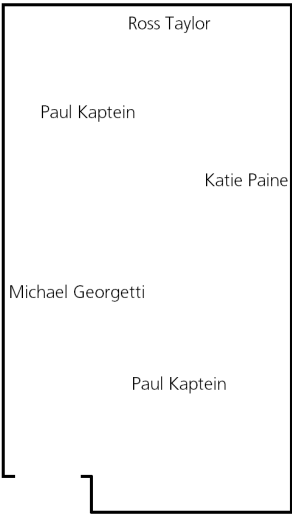 Ross Taylor
Paul Kaptein
Katie Paine
Michael Georgetti
Paul Kaptein